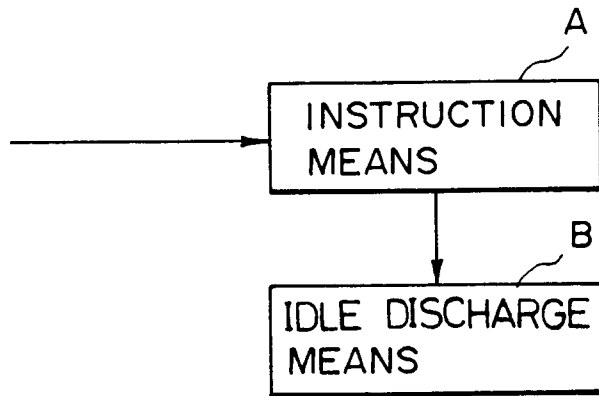 A
INSTRUCTION
MEANS
B
IDLE DISCHARGE
MEANS